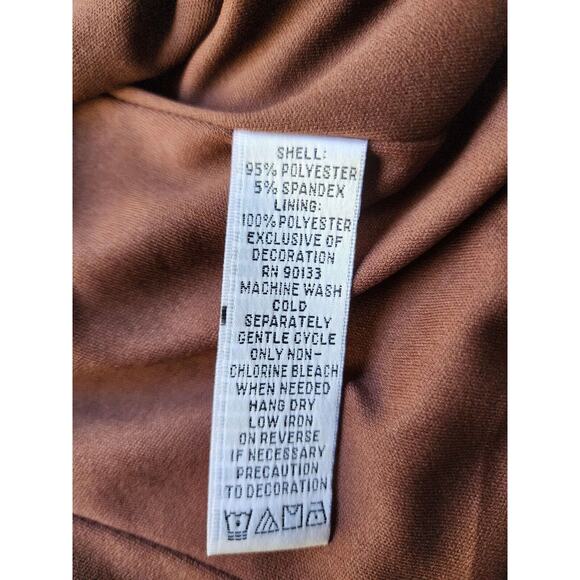 SHELL:
95% POLYESTER
5% SPANDEX
LINING:
100% POLYESTER
EXCLUSIVE OF
DECORATION
RN 90133
MACHINE WASH
COLD
SEPARATELY
GENTLE CYCLE
ONLY NON-
CHLORINE BLEACH
WHEN NEEDED
HANG DRY
LOW IRON
ON REVERSE
IF NECESSARY
PRECAUTION
TO DECORATION